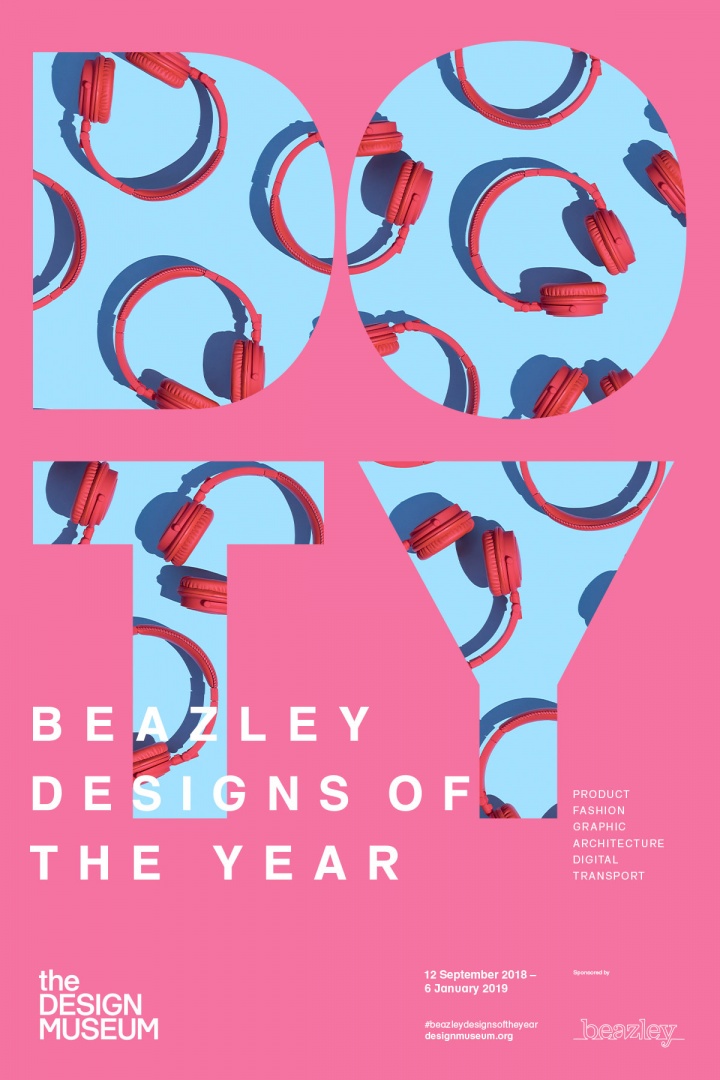 DO
TY
BEAZLEY
DESIGNS OF
THE YEAR
PRODUCT
FASHION
GRAPHIC
ARCHITECTURE
DIGITAL
TRANSPORT
the
DESIGN
MUSEUM
12 September 2018 –
6 January 2019
#beazleydesignsoftheyear
designmuseum.org
Sponsored by
beazley